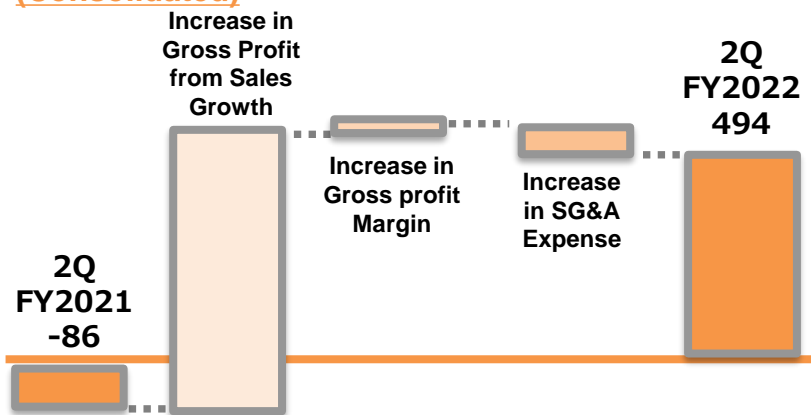 (Consolidated)
Increase in
Gross Profit
from Sales
Growth
2Q
FY2022
494
Increase in
Gross profit
Margin
Increase
in SG&A
Expense
2Q
FY2021
-86